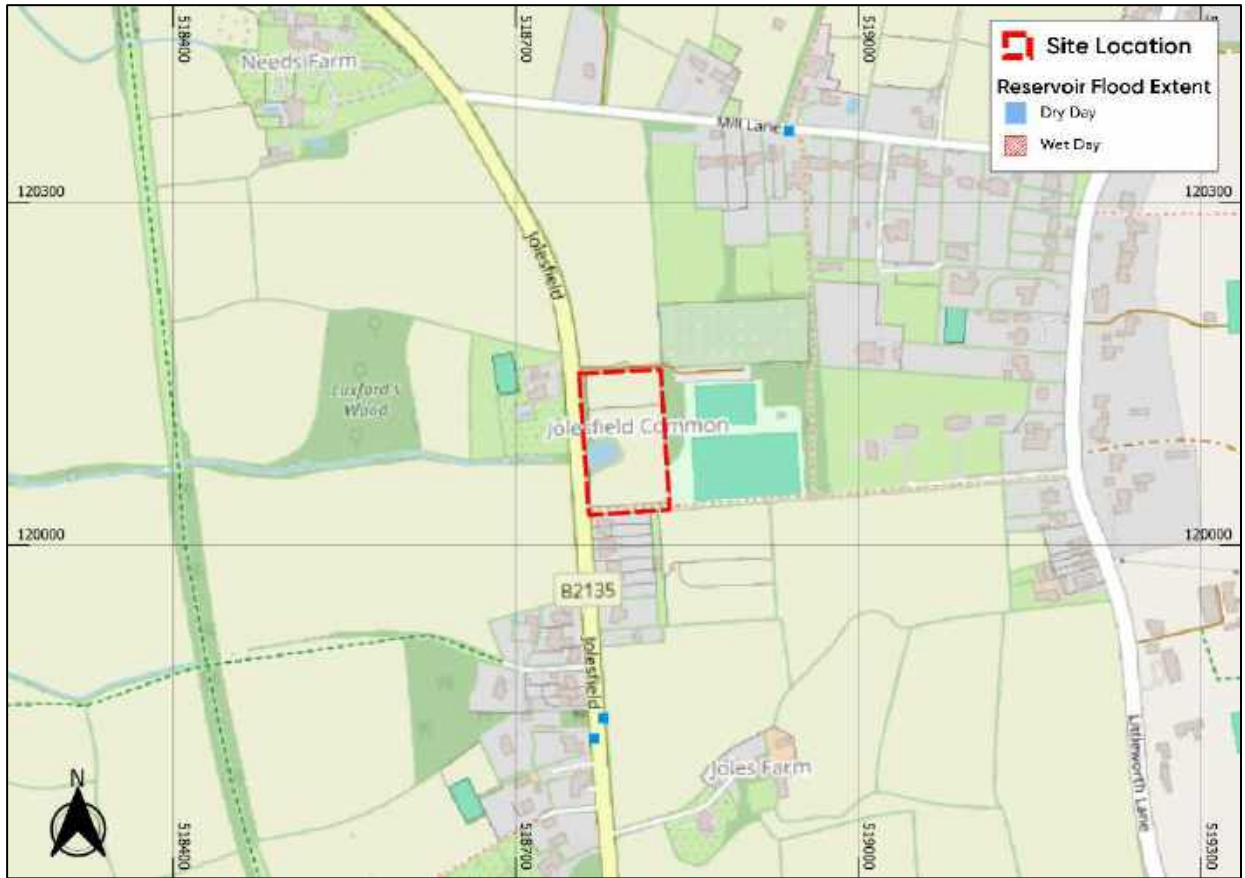 518400
518700
519000
Site Location
Reservoir Flood Extent
Dry Day
Wet Day
Needs Farm
Mill Lane
120300
120300
Jolesfield
Luxford's
Wood
Jolesfield Common
120000
120000
B2135
Jolesfield
Joles Farm
Littleworth Lane
N
518400
518700
519000
519300